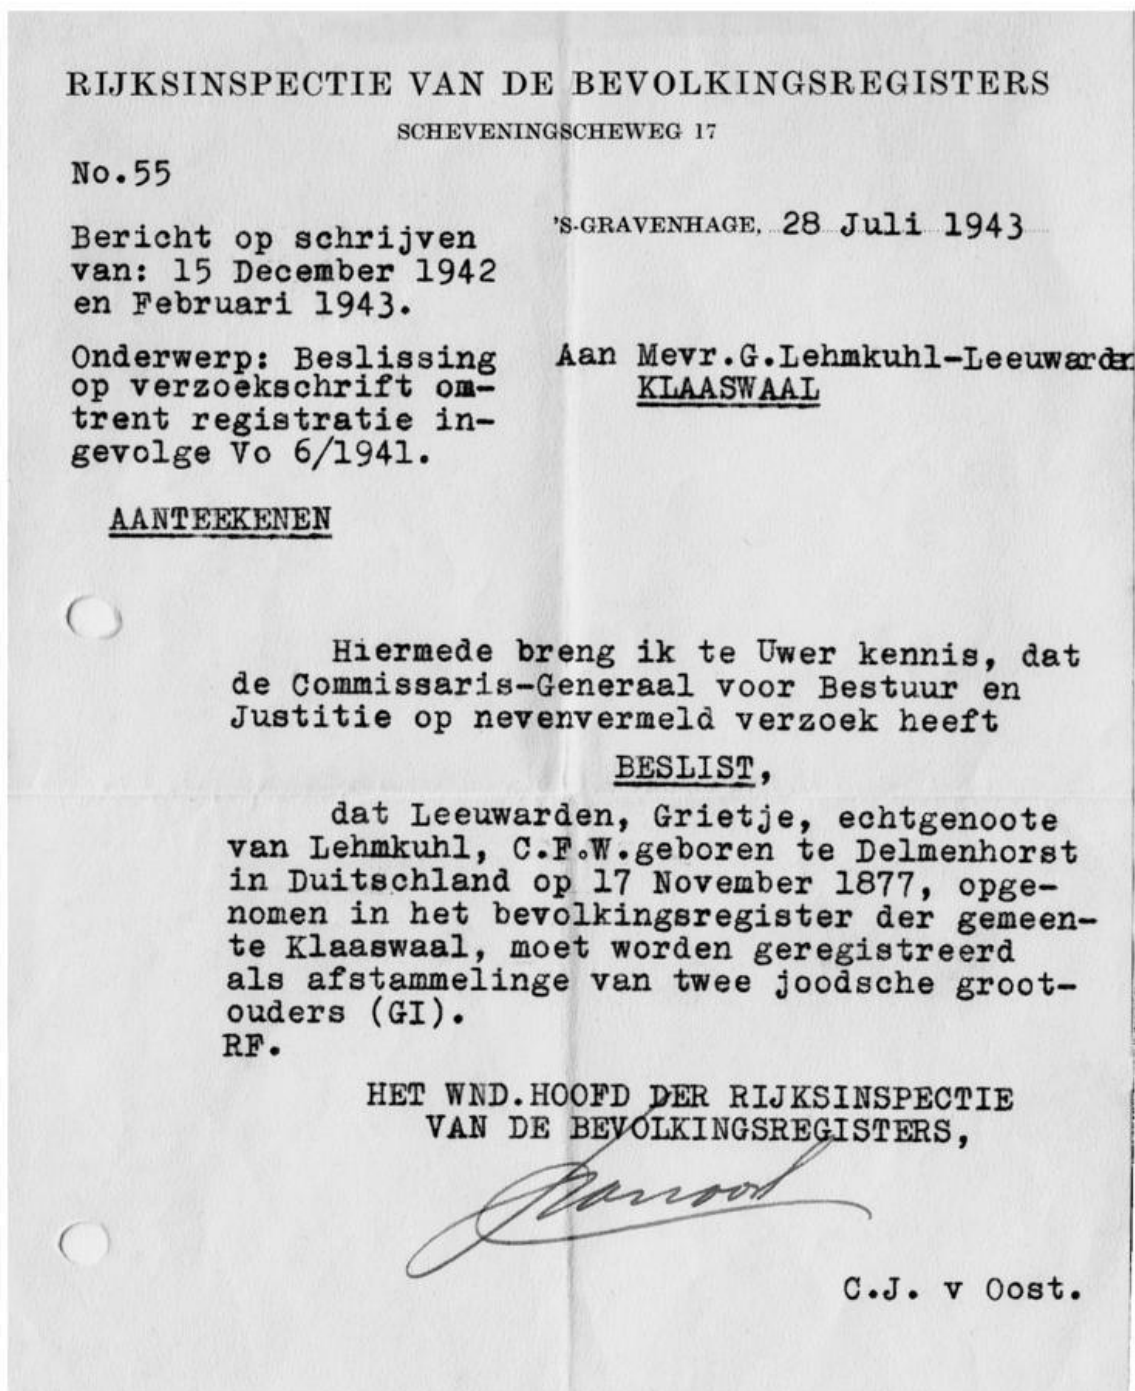 RIJKSINSPECTIE VAN DE BEVOLKINGSREGISTERS
SCHEVENINGSCHEWEG 17
No.55
'S-GRAVENHAGE, 28 Juli 1943
Bericht op schrijven
van: 15 December 1942
en Februari 1943.
Onderwerp: Beslissing
op verzoekschrift om-
trent registratie in-
gevolge Vo 6/1941.
Aan Mevr.G.Lehmkuhl-Leeuwarden
KLAASWAAL
AANTEEKENEN
Hiermede breng ik te Uwer kennis, dat
de Commissaris-Generaal voor Bestuur en
Justitie op nevenvermeld verzoek heeft
BESLIST,
dat Leeuwarden, Grietje, echtgenoote
van Lehmkuhl, C.F.W.geboren te Delmenhorst
in Duitschland op 17 November 1877, opge-
nomen in het bevolkingsregister der gemeen-
te Klaaswaal, moet worden geregistreerd
als afstammelinge van twee joodsche groot-
ouders (GI).
RF.
HET WND.HOOFD DER RIJKSINSPECTIE
VAN DE BEVOLKINGSREGISTERS,
C.J. v Oost.